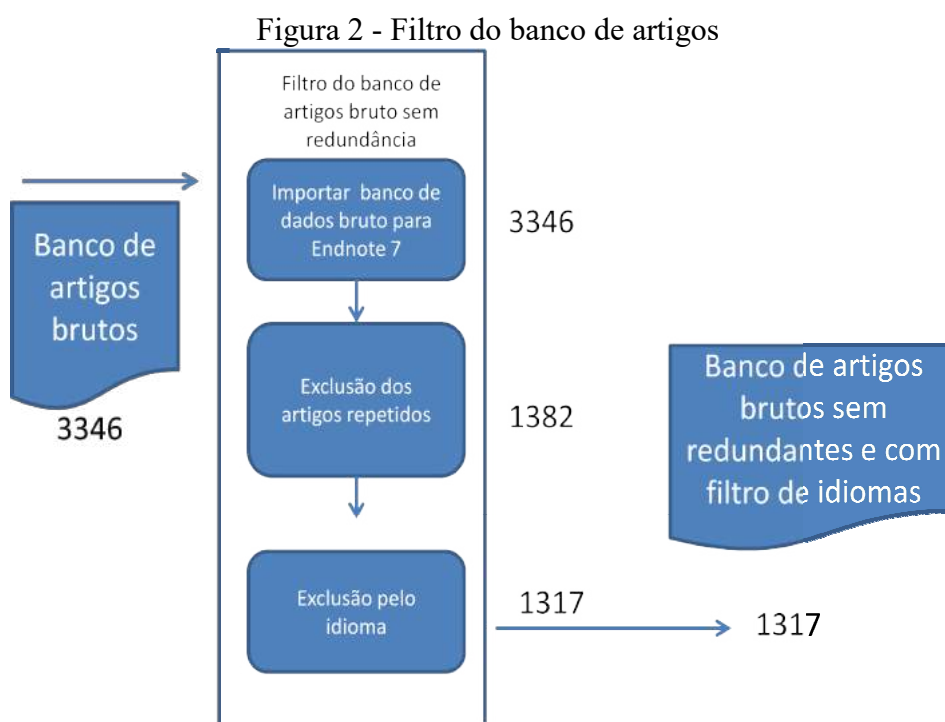 Figura 2 - Filtro do banco de artigos
Filtro do banco de
artigos bruto sem
redundância
Importar banco de
dados bruto para
Endnote 7
3346
Banco de
artigos
brutos
3346
Exclusão dos
artigos repetidos
1382
Banco de artigos
brutos sem
redundantes e com
filtro de idiomas
Exclusão pelo
idioma
1317
1317